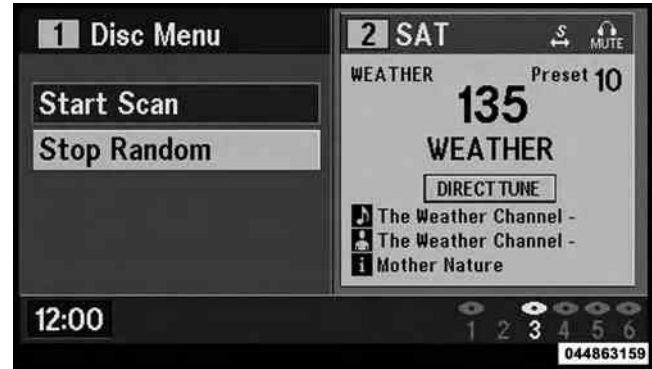 1 Disc Menu
Start Scan
Stop Random
2 SAT
S
MUTE
WEATHER
Preset 10
135
WEATHER
DIRECT TUNE
The Weather Channel -
The Weather Channel -
i Mother Nature
12:00
1 2 3 4 5 6
044863159